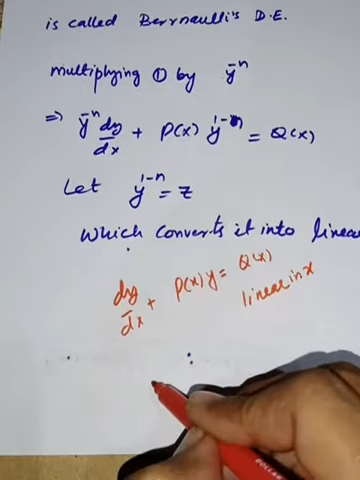 is called Bernaulli's D.E.
multiplying ① by y⁻ⁿ
⇒ y⁻ⁿ dy/dx + P(x) y¹⁻ⁿ = Q(x)
Let y¹⁻ⁿ = z
which converts it into linear
dy/dx + P(x) y = Q(x)
linear in x